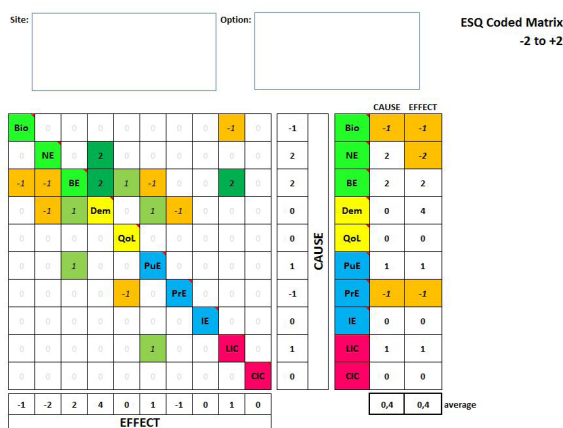 Site: Option: ESQ Coded Matrix
-2 to +2
CAUSE EFFECT
Bio 0 0 0 0 0 0 0 -1 0 -1 Bio -1 -1
0 NE 0 2 0 0 0 0 0 0 2 NE 2 -2
-1 -1 BE 2 1 -1 0 0 2 0 2 BE 2 2
0 -1 1 Dem 0 1 -1 0 0 0 0 Dem 0 4
0 0 0 0 QoL 0 0 0 0 0 0 QoL 0 0
0 0 1 0 0 PuE 0 0 0 0 1 PuE 1 1
0 0 0 0 -1 0 PrE 0 0 0 -1 PrE -1 -1
0 0 0 0 0 0 0 IE 0 0 0 IE 0 0
0 0 0 0 0 1 0 0 LIC 0 1 LIC 1 1
0 0 0 0 0 0 0 0 0 CIC 0 CIC 0 0
CAUSE
-1 -2 2 4 0 1 -1 0 1 0 0,4 0,4 average
EFFECT